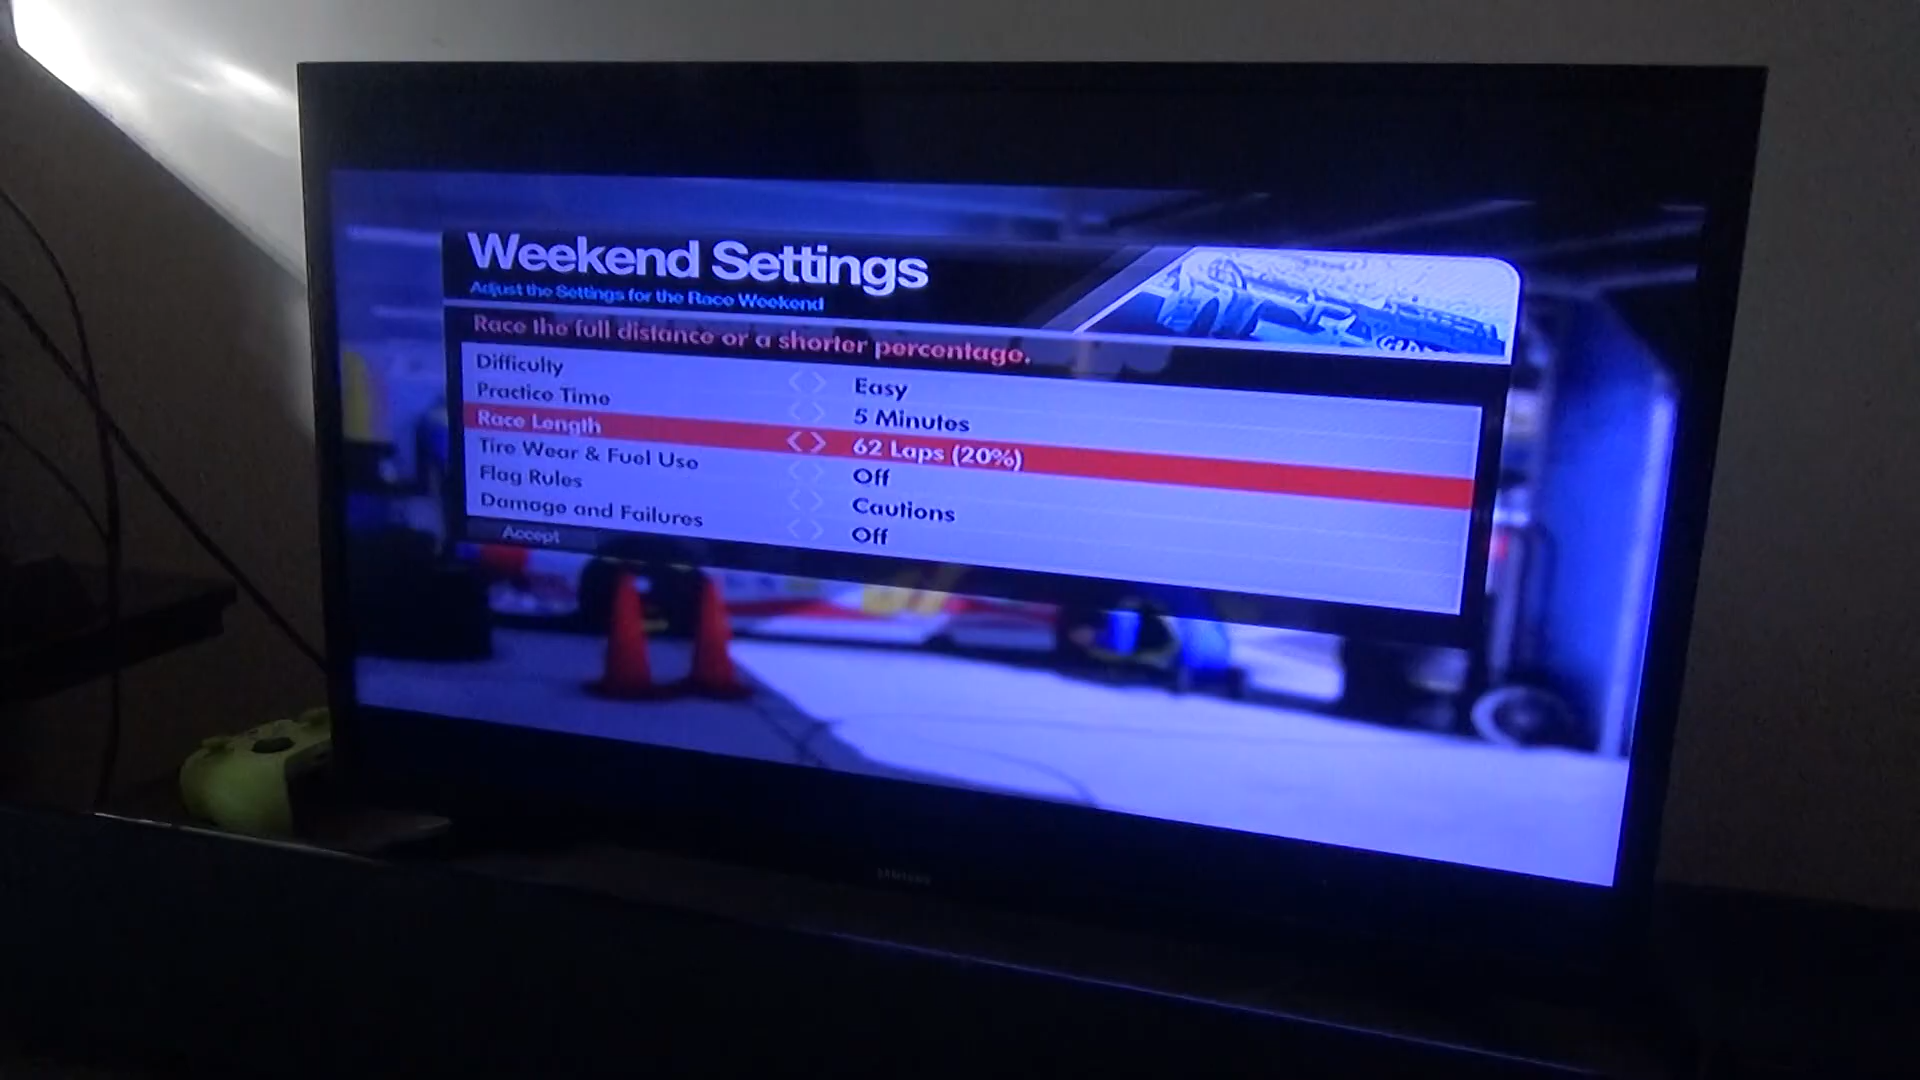 Weekend Settings
Adjust the Settings for the Race Weekend
Race the full distance or a shorter percentage.
Difficulty Easy
Practice Time 5 Minutes
Race Length 62 Laps (20%)
Tire Wear & Fuel Use Off
Flag Rules Cautions
Damage and Failures Off
Accept
SAMSUNG